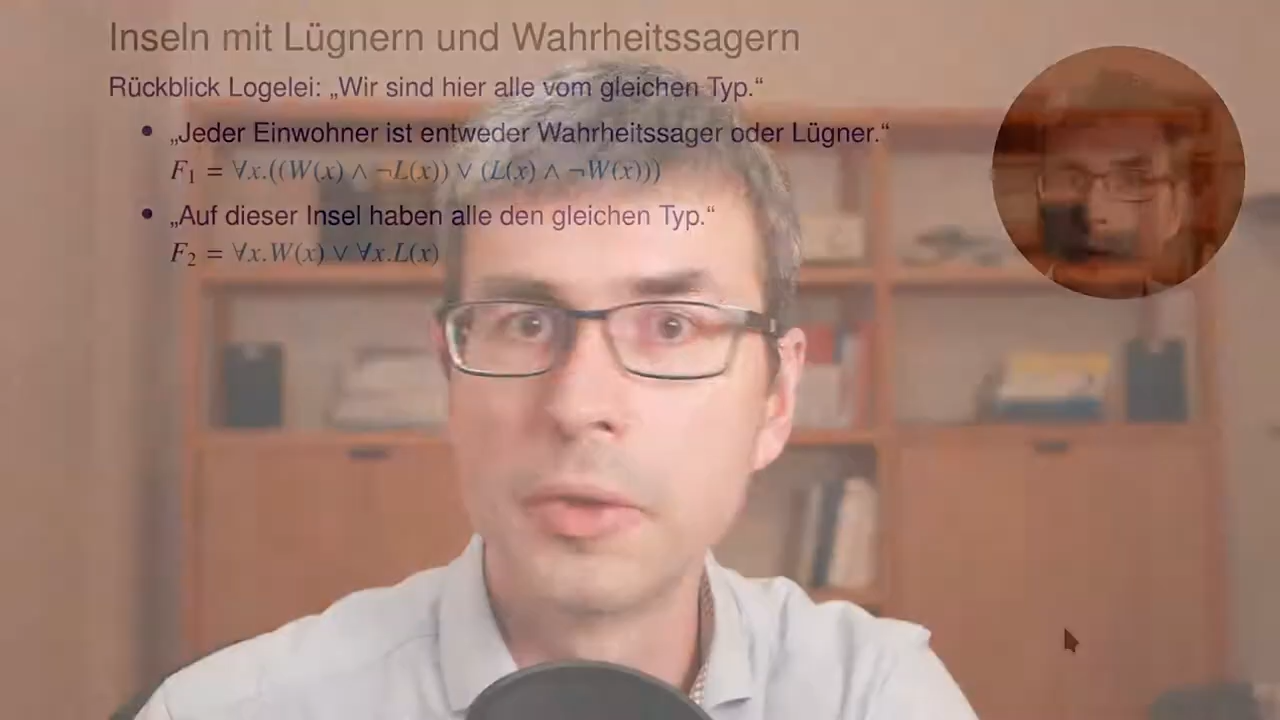 Inseln mit Lügnern und Wahrheitssagern
Rückblick Logelei: „Wir sind hier alle vom gleichen Typ.“
• „Jeder Einwohner ist entweder Wahrheitssager oder Lügner.“
F₁ = ∀x.((W(x) ∧ ¬L(x)) ∨ (L(x) ∧ ¬W(x)))
• „Auf dieser Insel haben alle den gleichen Typ.“
F₂ = ∀x.W(x) ∨ ∀x.L(x)